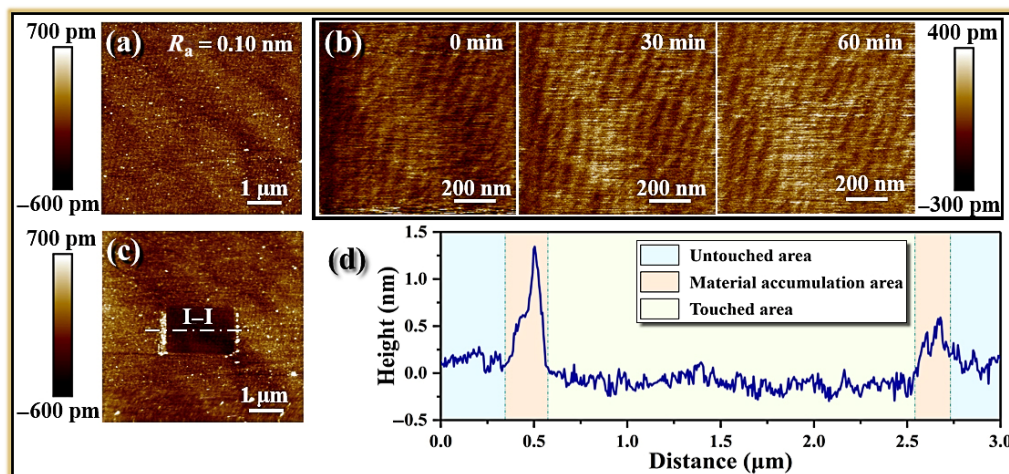 700 pm
(a)
Rₐ = 0.10 nm
1 μm
–600 pm
(b)
0 min
30 min
60 min
200 nm
200 nm
200 nm
400 pm
–300 pm
700 pm
(c)
I–I
1 μm
–600 pm
(d)
Height (nm)
1.5
1.0
0.5
0.0
–0.5
Untouched area
Material accumulation area
Touched area
0.0 0.5 1.0 1.5 2.0 2.5 3.0
Distance (μm)